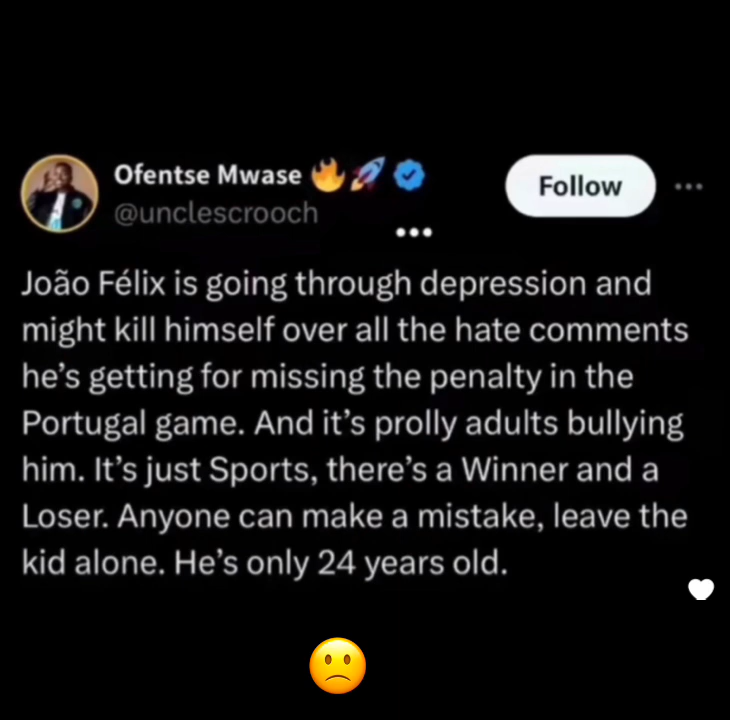 Ofentse Mwase 🔥🚀
Follow
@unclescrooch
João Félix is going through depression and
might kill himself over all the hate comments
he's getting for missing the penalty in the
Portugal game. And it's prolly adults bullying
him. It's just Sports, there's a Winner and a
Loser. Anyone can make a mistake, leave the
kid alone. He's only 24 years old.
🙁